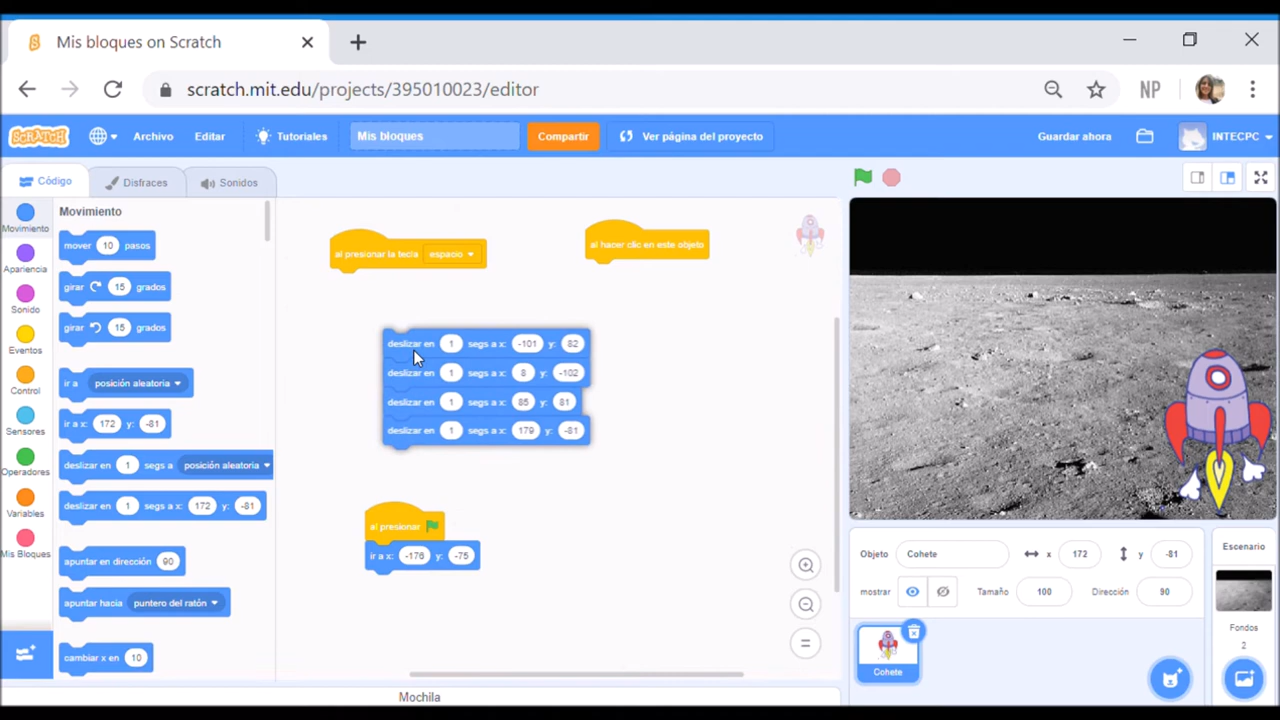 Mis bloques on Scratch
scratch.mit.edu/projects/395010023/editor
NP
SCRATCH
Archivo
Editar
Tutoriales
Mis bloques
Compartir
Ver página del proyecto
Guardar ahora
INTECPC
Código
Disfraces
Sonidos
Movimiento
Apariencia
Sonido
Eventos
Control
Sensores
Operadores
Variables
Mis Bloques
Movimiento
mover 10 pasos
girar 15 grados
girar 15 grados
ir a posición aleatoria
ir a x: 172 y: -81
deslizar en 1 segs a posición aleatoria
deslizar en 1 segs a x: 172 y: -81
apuntar en dirección 90
apuntar hacia puntero del ratón
cambiar x en 10
al presionar la tecla espacio
al hacer clic en este objeto
deslizar en 1 segs a x: -101 y: 82
deslizar en 1 segs a x: 8 y: -102
deslizar en 1 segs a x: 85 y: 81
deslizar en 1 segs a x: 179 y: -81
al presionar
ir a x: -176 y: -75
Mochila
Objeto Cohete x 172 y -81
mostrar Tamaño 100 Dirección 90
Cohete
Escenario
Fondos
2